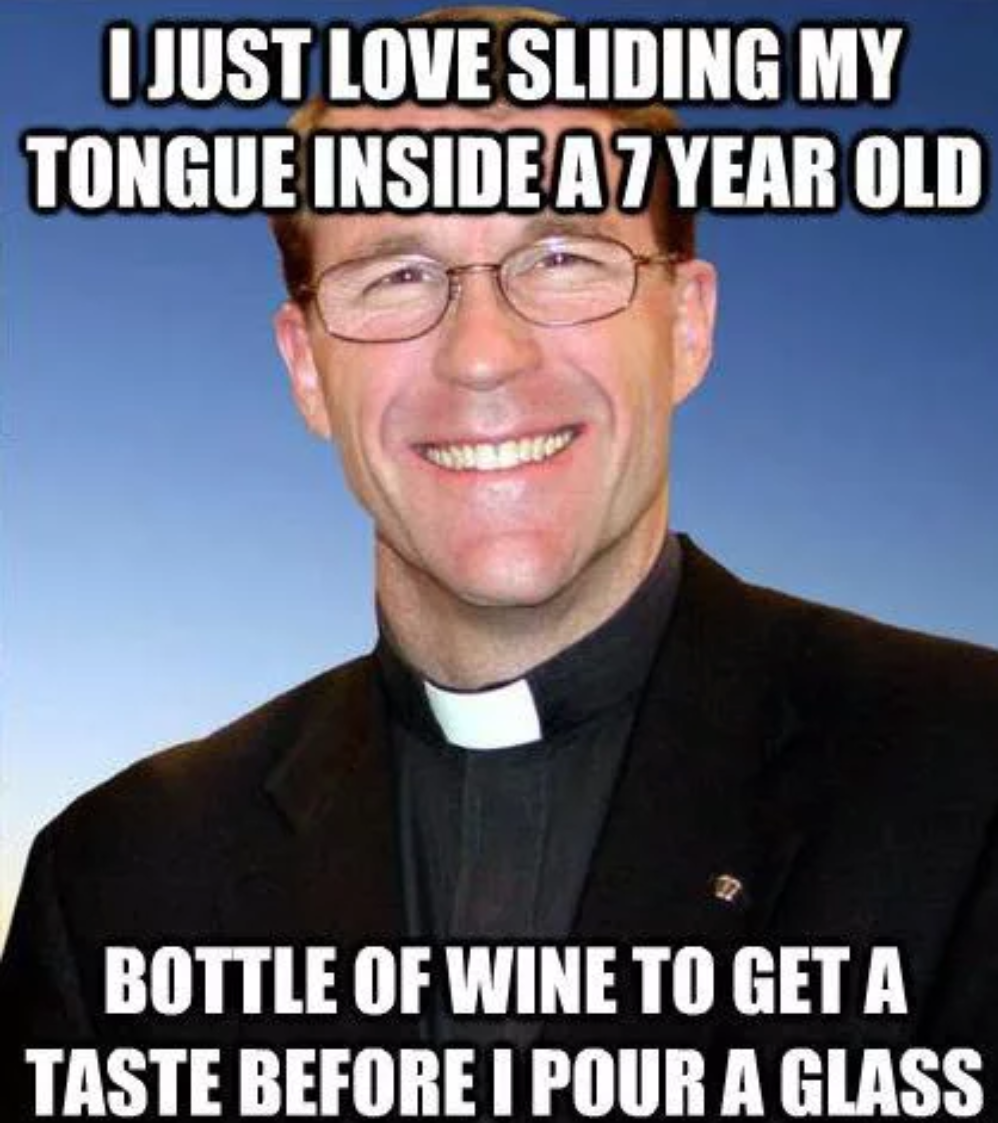 I JUST LOVE SLIDING MY
TONGUE INSIDE A 7 YEAR OLD
BOTTLE OF WINE TO GET A
TASTE BEFORE I POUR A GLASS